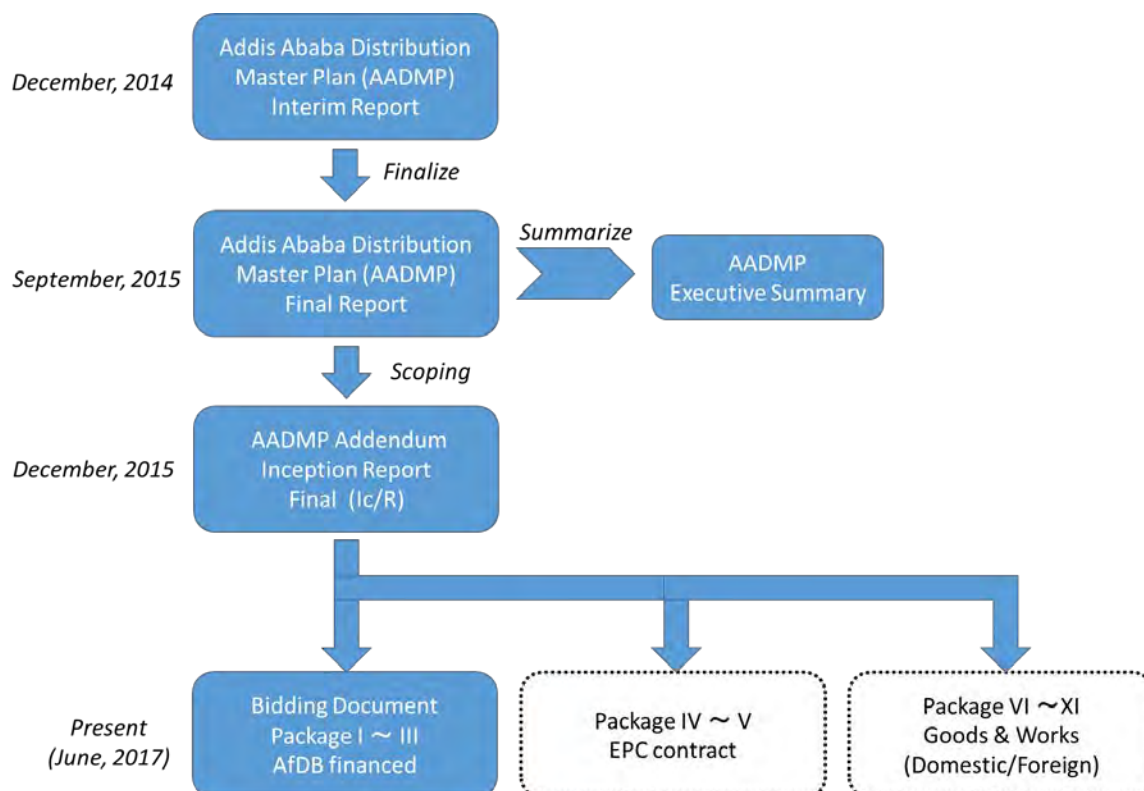 Addis Ababa Distribution
Master Plan (AADMP)
Interim Report
December, 2014
Finalize
Addis Ababa Distribution
Master Plan (AADMP)
Final Report
September, 2015
Summarize
AADMP
Executive Summary
Scoping
AADMP Addendum
Inception Report
Final (Ic/R)
December, 2015
Present
(June, 2017)
Bidding Document
Package I ～ III
AfDB financed
Package IV ～ V
EPC contract
Package VI ～XI
Goods & Works
(Domestic/Foreign)